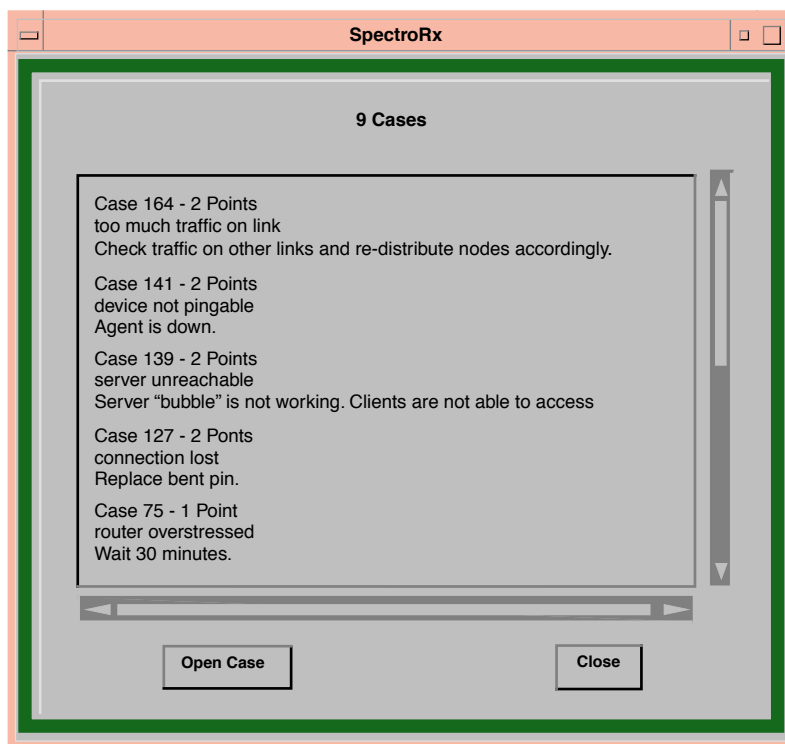 SpectroRx
9 Cases
Case 164 - 2 Points
too much traffic on link
Check traffic on other links and re-distribute nodes accordingly.
Case 141 - 2 Points
device not pingable
Agent is down.
Case 139 - 2 Points
server unreachable
Server “bubble” is not working. Clients are not able to access
Case 127 - 2 Ponts
connection lost
Replace bent pin.
Case 75 - 1 Point
router overstressed
Wait 30 minutes.
Open Case
Close